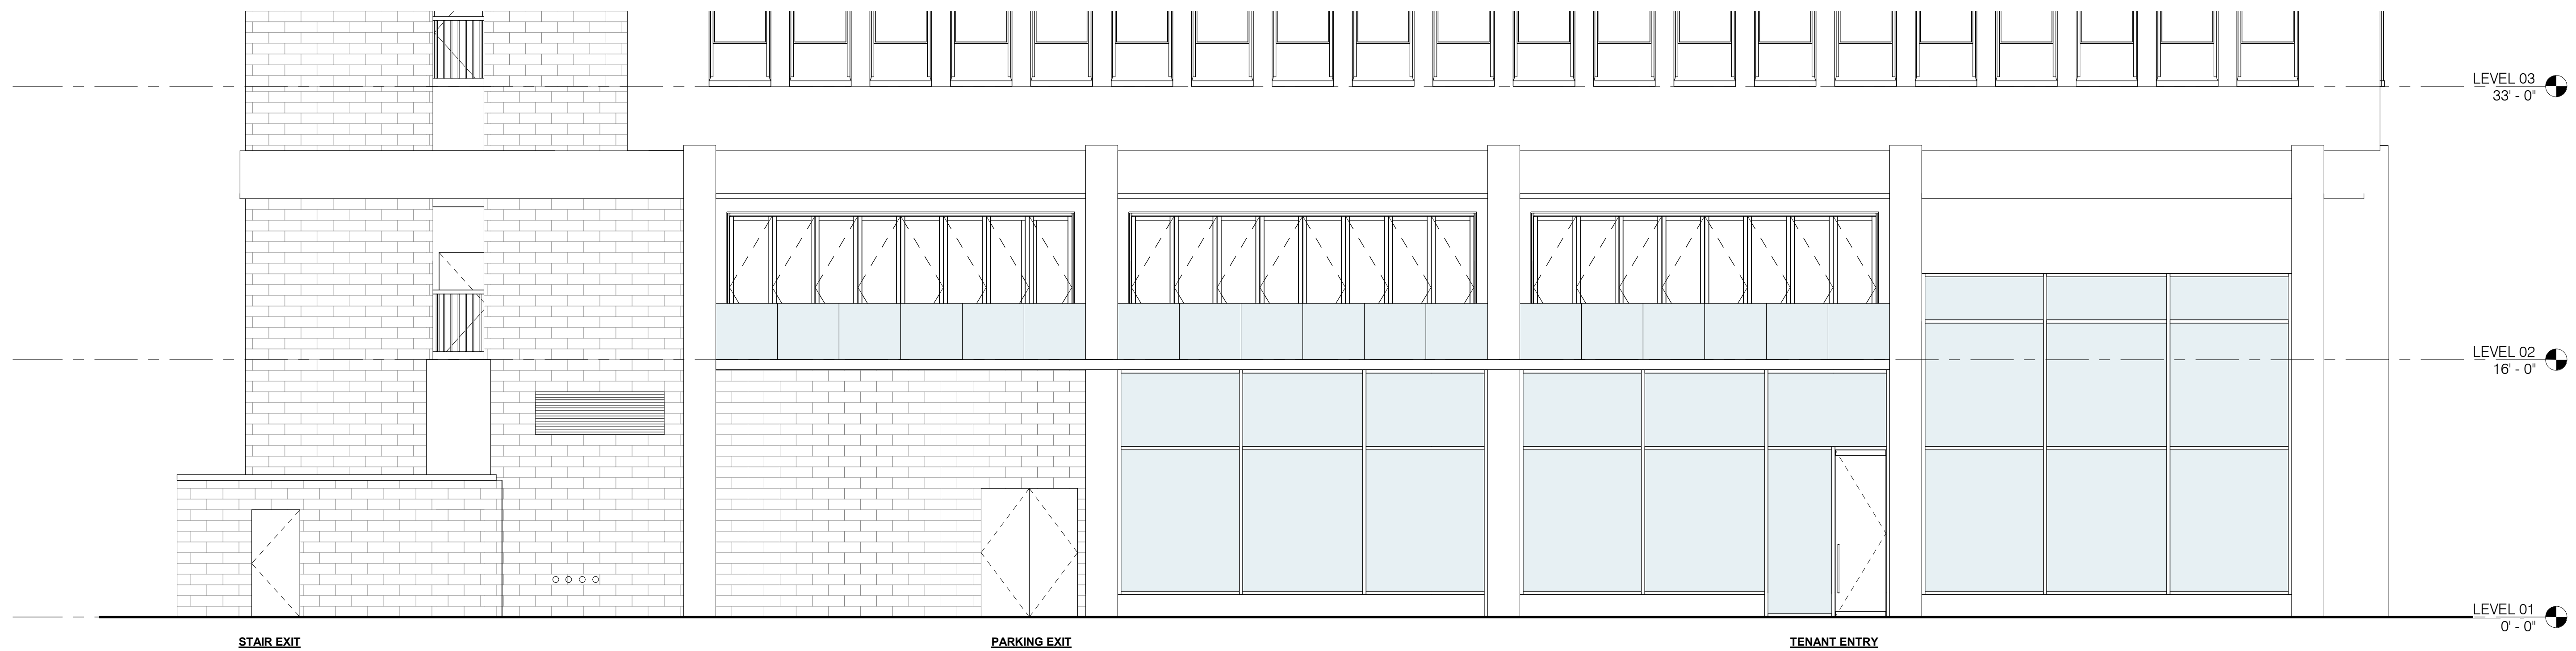 LEVEL 03
33' - 0"
LEVEL 02
16' - 0"
LEVEL 01
0' - 0"
STAIR EXIT
PARKING EXIT
TENANT ENTRY